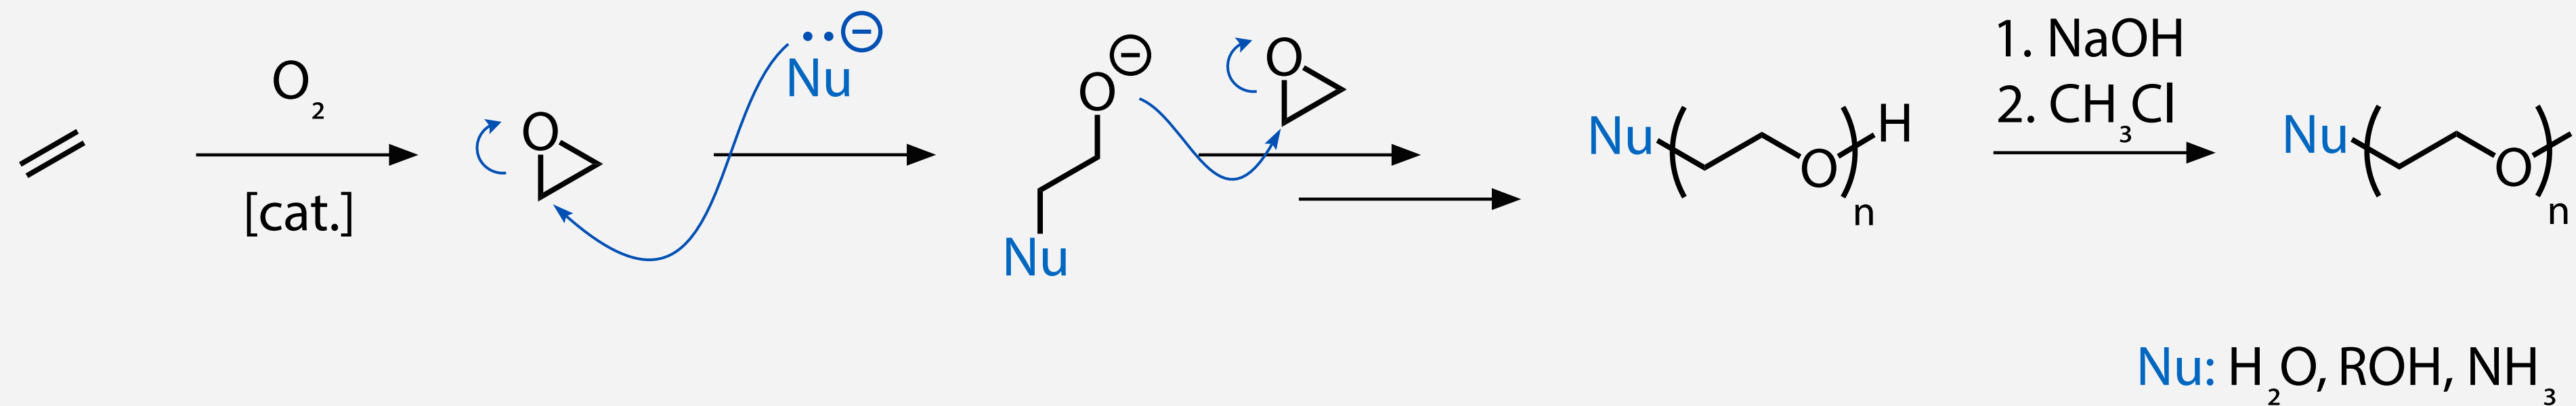 O₂
[cat.]
O
Nu
O
Nu
O
Nu ( O ) H
n
1. NaOH
2. CH₃Cl
Nu ( O )
n
Nu: H₂O, ROH, NH₃